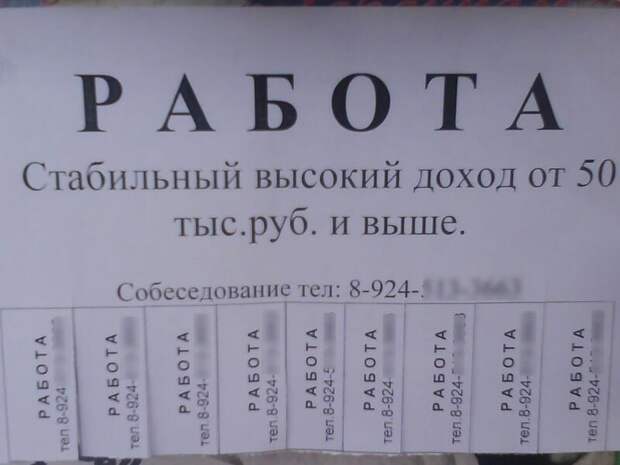 РАБОТА
Стабильный высокий доход от 50
тыс.руб. и выше.
Собеседование тел: 8-924-
РАБОТА
тел.8-924-
РАБОТА
тел.8-924-
РАБОТА
тел.8-924-
РАБОТА
тел.8-924-
РАБОТА
тел.8-924-5
РАБОТА
тел.8-924-
РАБОТА
тел.8-924-
РАБОТА
тел.8-924-
РАБОТА
тел.8-924-